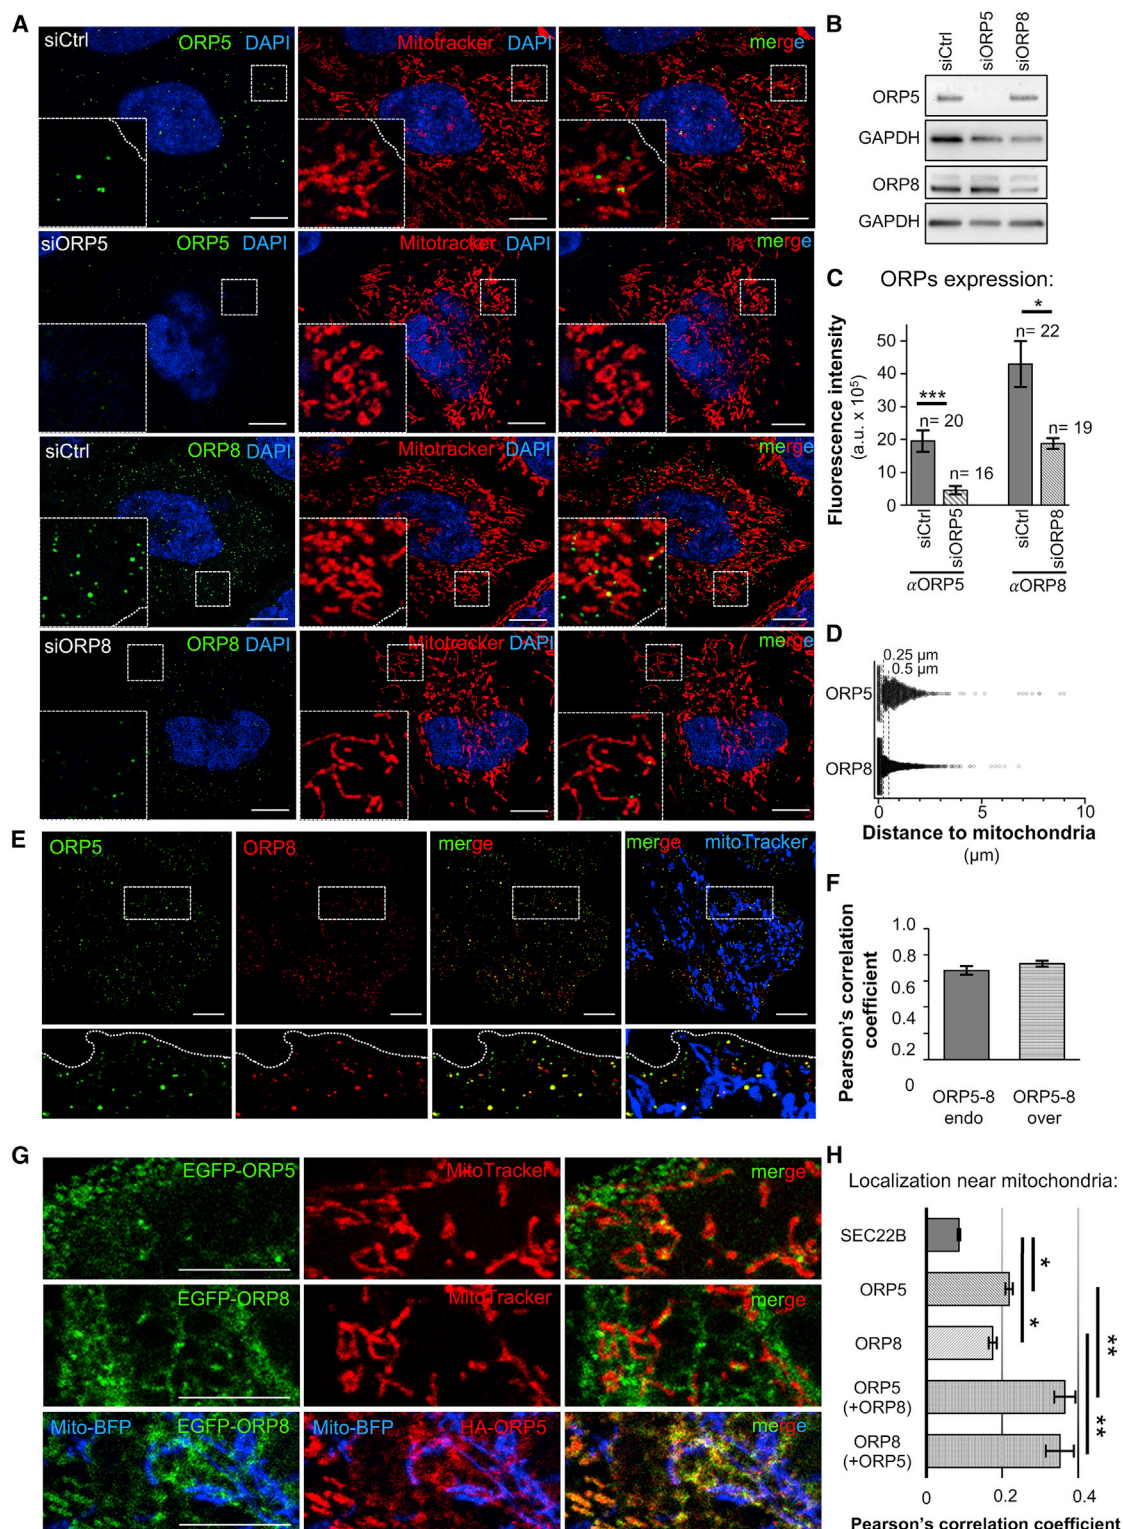 A
siCtrl ORP5 DAPI
Mitotracker DAPI
merge
siORP5 ORP5 DAPI
Mitotracker DAPI
merge
siCtrl ORP8 DAPI
Mitotracker DAPI
merge
siORP8 ORP8 DAPI
Mitotracker DAPI
merge
B
siCtrl
siORP5
siORP8
ORP5
GAPDH
ORP8
GAPDH
C
ORPs expression:
Fluorescence intensity
(a.u. x 10⁵)
50
40
30
20
10
0
***
n= 20
n= 16
*
n= 22
n= 19
siCtrl
siORP5
siCtrl
siORP8
αORP5
αORP8
D
0.25 µm
0.5 µm
ORP5
ORP8
0 5 10
Distance to mitochondria
(µm)
E
ORP5
ORP8
merge
merge mitoTracker
F
Pearson's correlation
coefficient
1.0
0.8
0.6
0.4
0.2
0
ORP5-8
endo
ORP5-8
over
G
EGFP-ORP5
MitoTracker
merge
EGFP-ORP8
MitoTracker
merge
Mito-BFP EGFP-ORP8
Mito-BFP HA-ORP5
merge
H
Localization near mitochondria:
SEC22B
ORP5
ORP8
ORP5
(+ORP8)
ORP8
(+ORP5)
*
*
**
**
0 0.2 0.4
Pearson's correlation coefficient